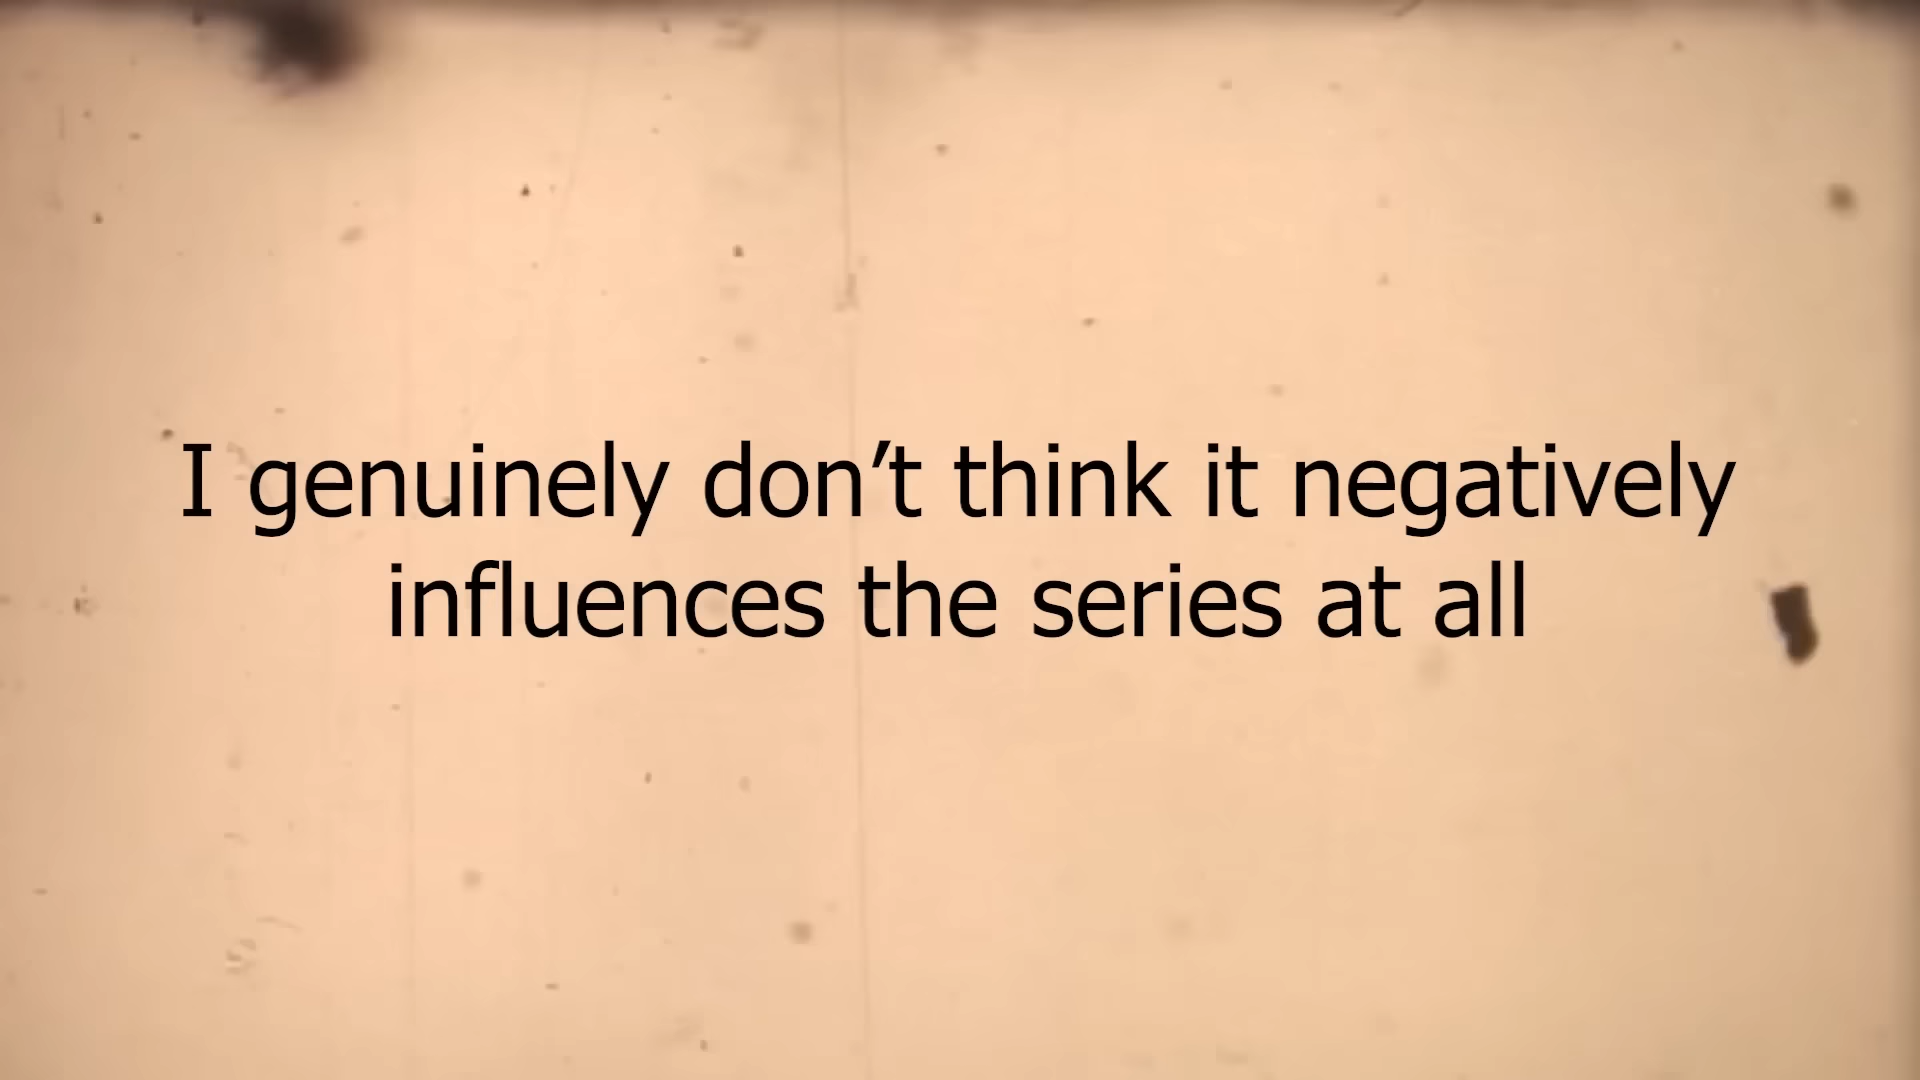 I genuinely don’t think it negatively
influences the series at all